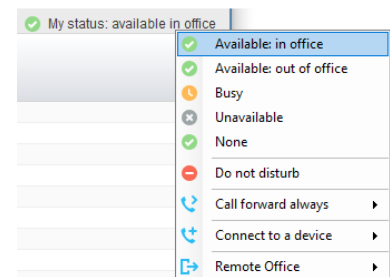 My status: available in office
Available: in office
Available: out of office
Busy
Unavailable
None
Do not disturb
Call forward always
Connect to a device
Remote Office